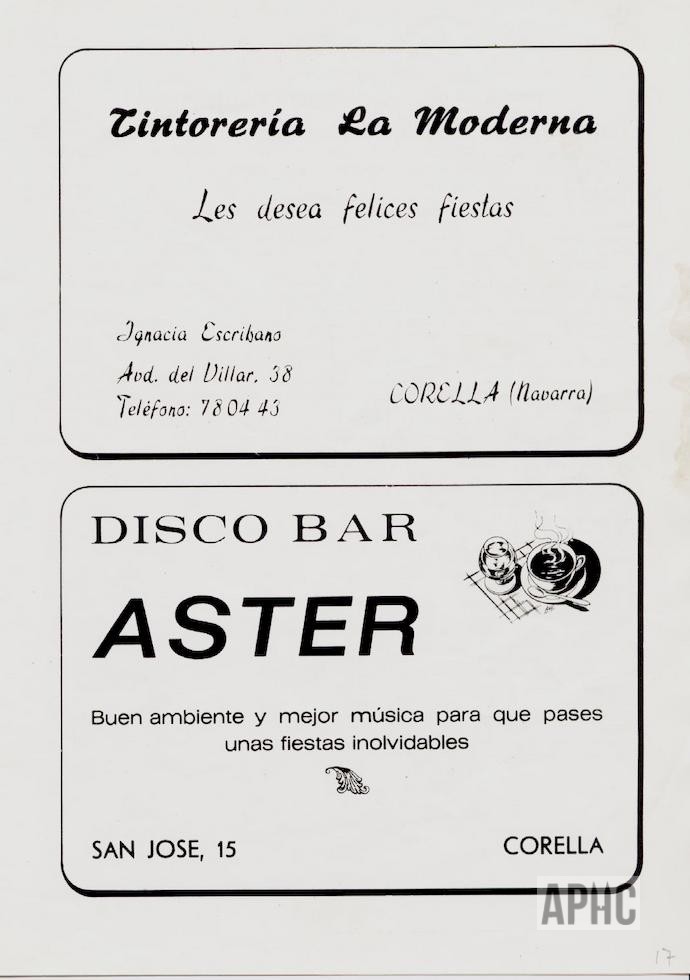 Tintorería La Moderna
Les desea felices fiestas
Ignacia Escribano
Avd. del Villar, 38
Teléfono: 78 04 43
CORELLA (Navarra)
DISCO BAR
ASTER
Buen ambiente y mejor música para que pases
unas fiestas inolvidables
SAN JOSE, 15
CORELLA
APHC
17